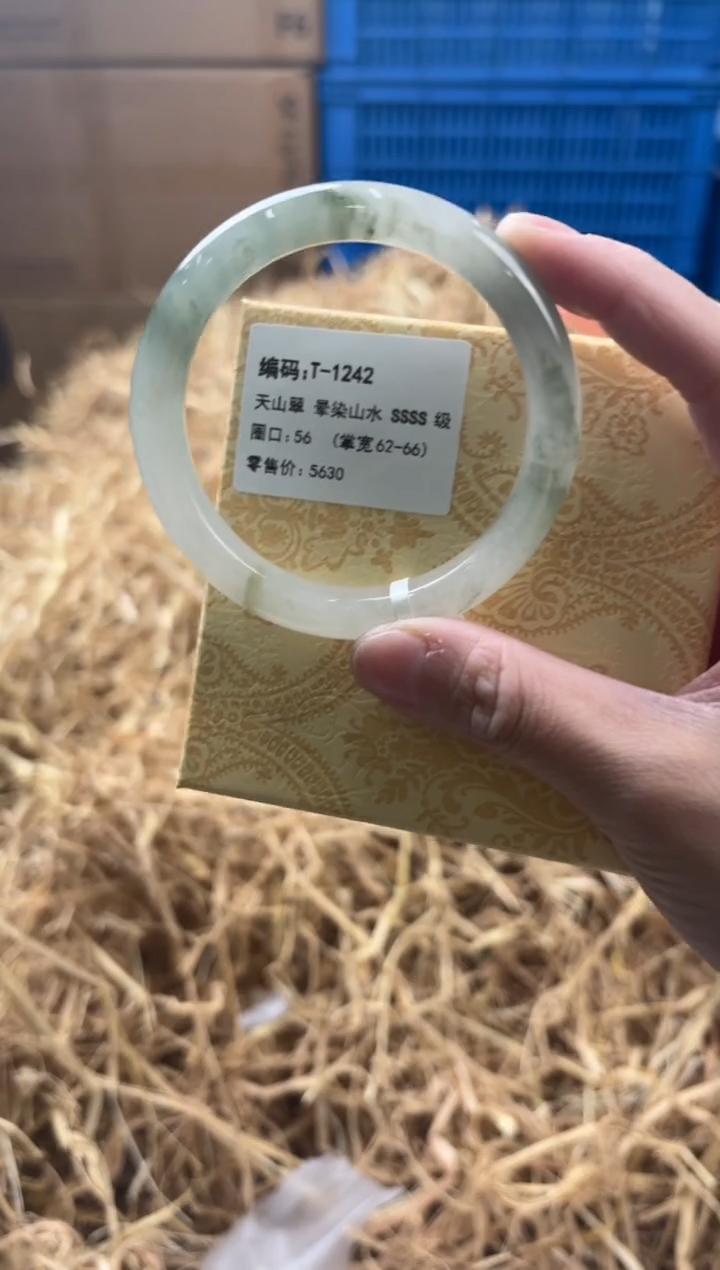 编码:T-1242
天山翠 晕染山水 SSSS 级
圈口:56 (掌宽62-66)
零售价:5630